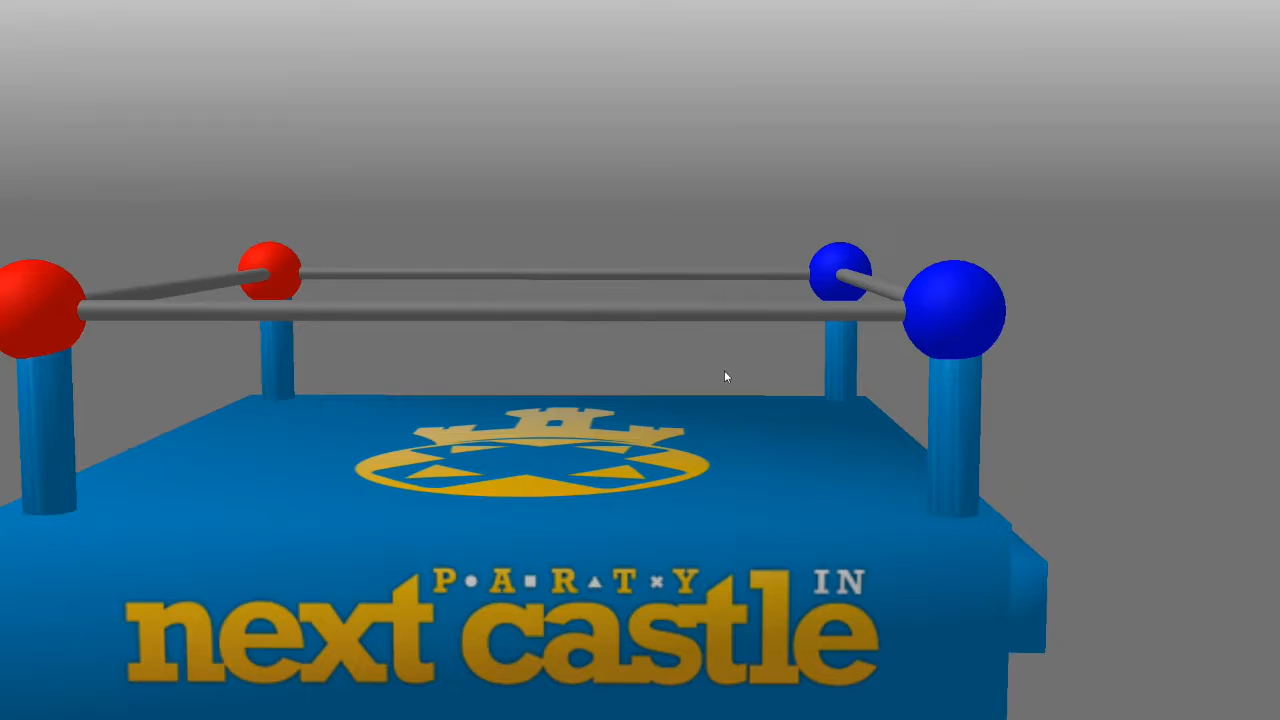 P●A■R▲T✖Y IN
next castle